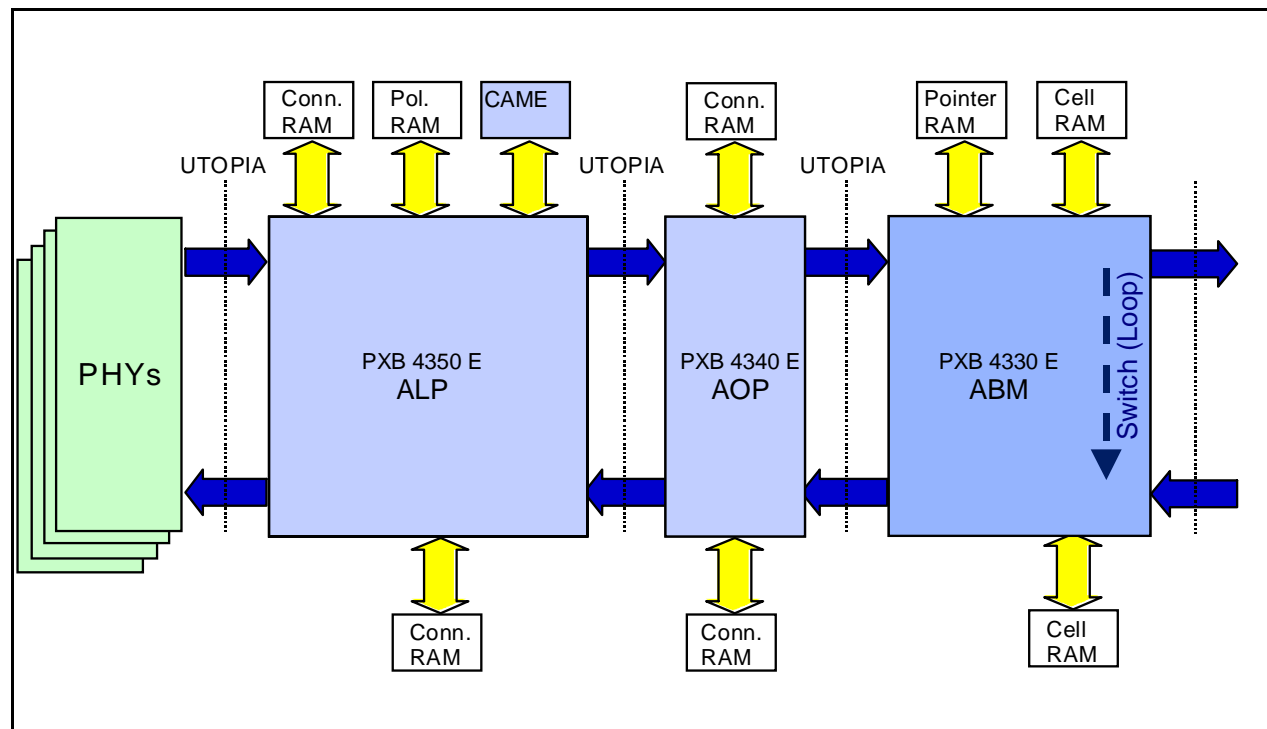 Conn.
RAM
Pol.
RAM
CAME
Conn.
RAM
Pointer
RAM
Cell
RAM
UTOPIA
UTOPIA
UTOPIA
PHYs
PXB 4350 E
ALP
PXB 4340 E
AOP
PXB 4330 E
ABM
Switch (Loop)
Conn.
RAM
Conn.
RAM
Cell
RAM